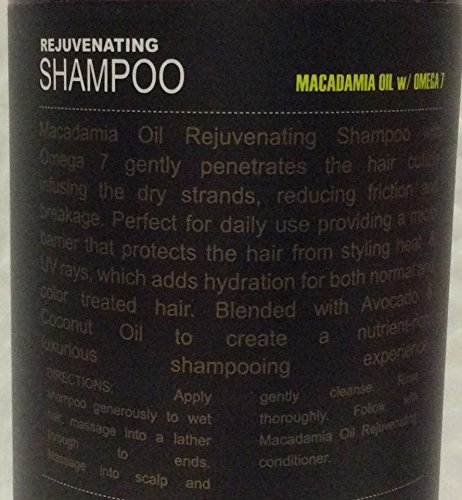 REJUVENATING
SHAMPOO
MACADAMIA OIL w/ OMEGA 7
Macadamia Oil Rejuvenating Shampoo with
Omega 7 gently penetrates the hair cuticle
infusing the dry strands, reducing friction and
breakage. Perfect for daily use providing a micro
barrier that protects the hair from styling heat &
UV rays, which adds hydration for both normal and
color treated hair. Blended with Avocado &
Coconut Oil to create a nutrient-rich
luxurious shampooing experience.
DIRECTIONS: Apply
shampoo generously to wet
hair, massage into a lather
through to ends.
Massage into scalp and
gently cleanse. Rinse
thoroughly. Follow with
Macadamia Oil Rejuvenating
conditioner.